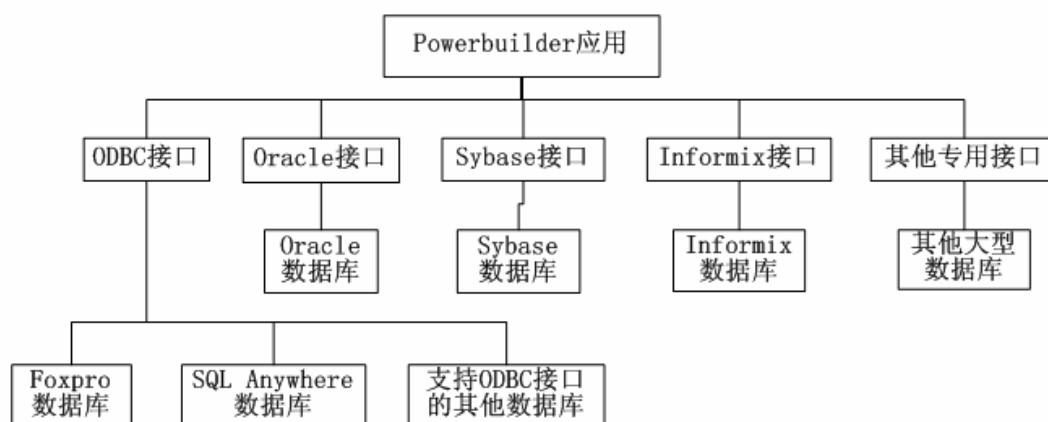 Powerbuilder应用
ODBC接口
Oracle接口
Sybase接口
Informix接口
其他专用接口
Oracle
数据库
Sybase
数据库
Informix
数据库
其他大型
数据库
Foxpro
数据库
SQL Anywhere
数据库
支持ODBC接口
的其他数据库